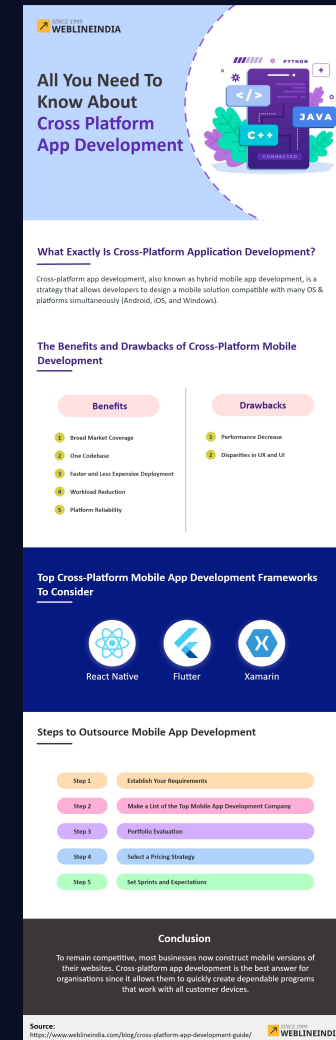 SINCE 1999
WEBLINEINDIA
All You Need To
Know About
Cross Platform
App Development
PYTHON
</>
JAVA
C++
CONNECTED
What Exactly Is Cross-Platform Application Development?
Cross-platform app development, also known as hybrid mobile app development, is a
strategy that allows developers to design a mobile solution compatible with many OS &
platforms simultaneously (Android, iOS, and Windows).
The Benefits and Drawbacks of Cross-Platform Mobile
Development
Benefits
1 Broad Market Coverage
2 One Codebase
3 Faster and Less Expensive Deployment
4 Workload Reduction
5 Platform Reliability
Drawbacks
1 Performance Decrease
2 Disparities in UX and UI
Top Cross-Platform Mobile App Development Frameworks
To Consider
React Native Flutter Xamarin
Steps to Outsource Mobile App Development
Step 1 Establish Your Requirements
Step 2 Make a List of the Top Mobile App Development Company
Step 3 Portfolio Evaluation
Step 4 Select a Pricing Strategy
Step 5 Set Sprints and Expectations
Conclusion
To remain competitive, most businesses now construct mobile versions of
their websites. Cross-platform app development is the best answer for
organisations since it allows them to quickly create dependable programs
that work with all customer devices.
Source:
https://www.weblineindia.com/blog/cross-platform-app-development-guide/
SINCE 1999
WEBLINEINDI